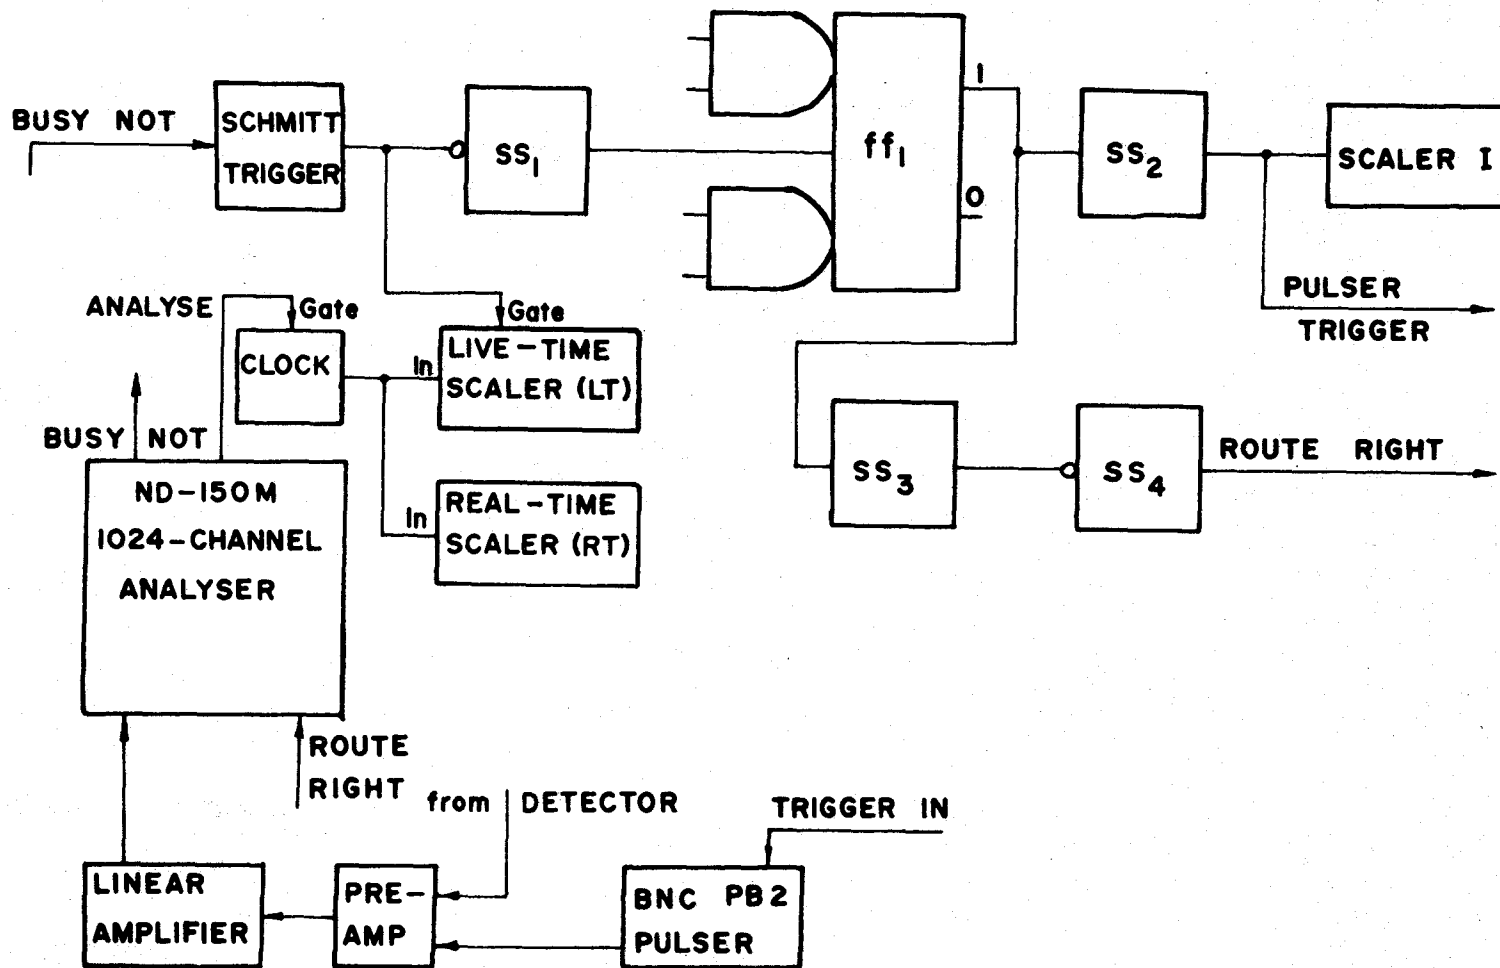 BUSY NOT
SCHMITT
TRIGGER
SS1
ff1
1
0
SS2
SCALER I
PULSER
TRIGGER
ANALYSE
Gate
CLOCK
Gate
In
LIVE-TIME
SCALER (LT)
BUSY NOT
In
REAL-TIME
SCALER (RT)
SS3
SS4
ROUTE RIGHT
ND-150M
1024-CHANNEL
ANALYSER
ROUTE
RIGHT
from DETECTOR
TRIGGER IN
LINEAR
AMPLIFIER
PRE-
AMP
BNC PB2
PULSER